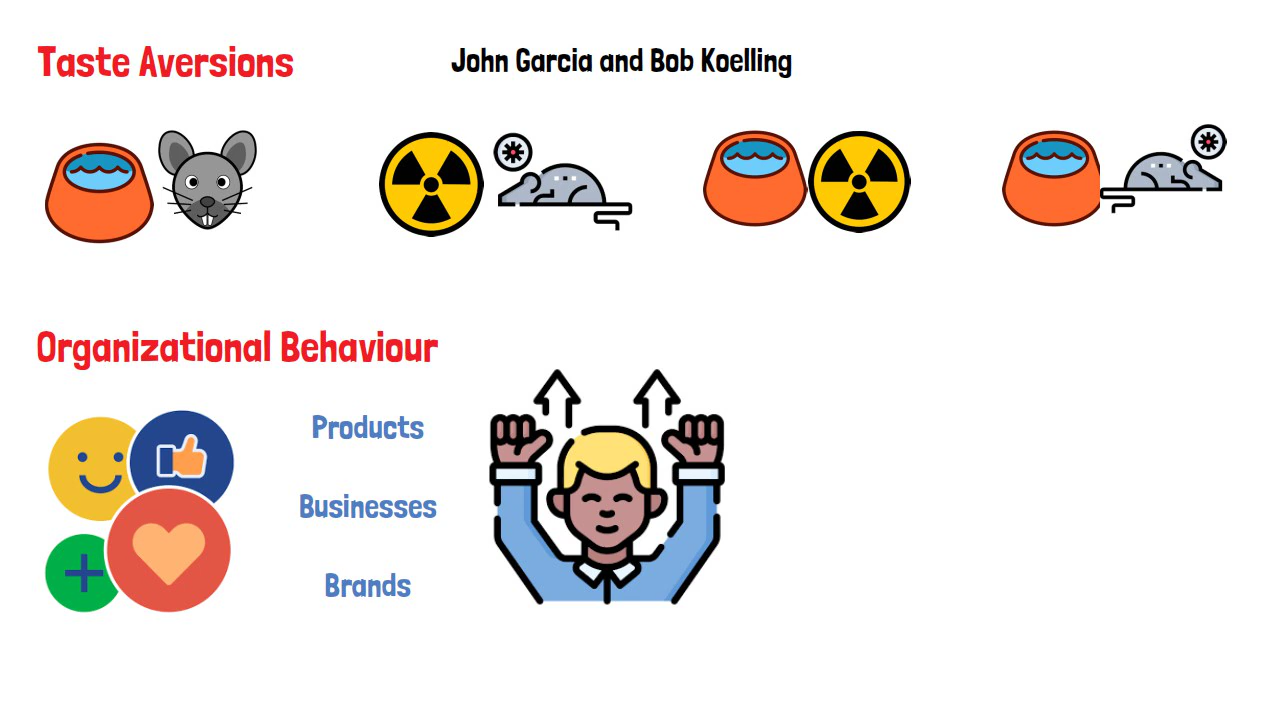 Taste Aversions
John Garcia and Bob Koelling
Organizational Behaviour
Products
Businesses
Brands